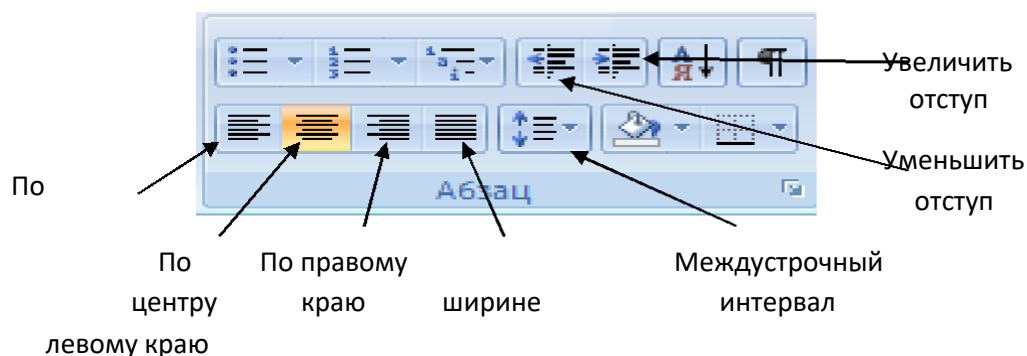 Увеличить
отступ
Уменьшить
отступ
Абзац
По
По
центру
По правому
краю
ширине
Междустрочный
интервал
левому краю